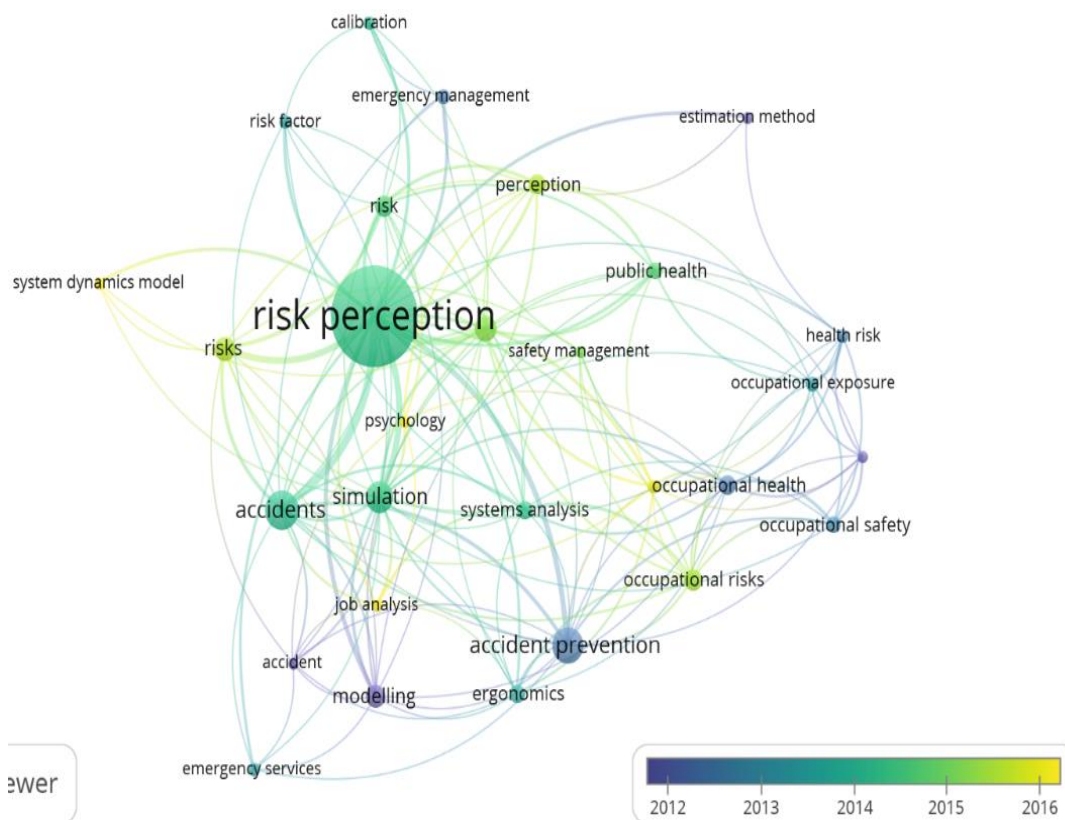 calibration
emergency management
estimation method
risk factor
perception
risk
public health
system dynamics model
risk perception
health risk
risks
safety management
occupational exposure
psychology
occupational health
simulation
accidents
systems analysis
occupational safety
occupational risks
job analysis
accident prevention
accident
modelling
ergonomics
emergency services
ewer
2012 2013 2014 2015 2016